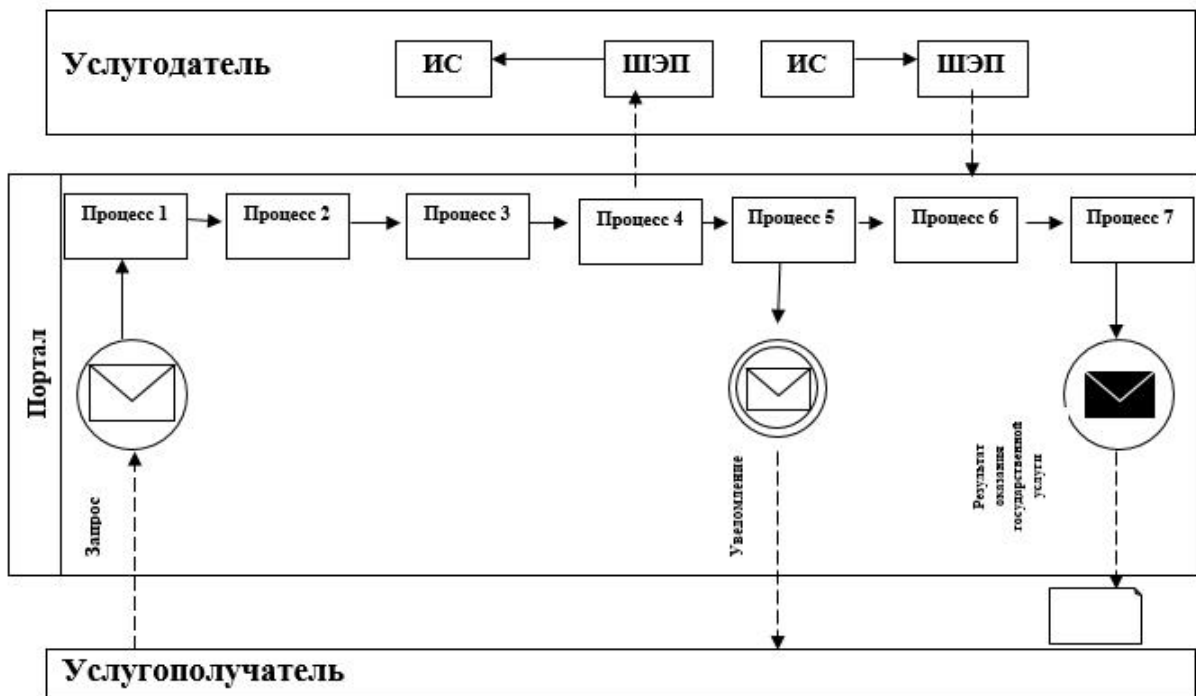 Услугодатель
ИС
ШЭП
ИС
ШЭП
Портал
Процесс 1
Процесс 2
Процесс 3
Процесс 4
Процесс 5
Процесс 6
Процесс 7
Запрос
Уведомление
Результат
оказания
государственной
услуги
Услугополучатель